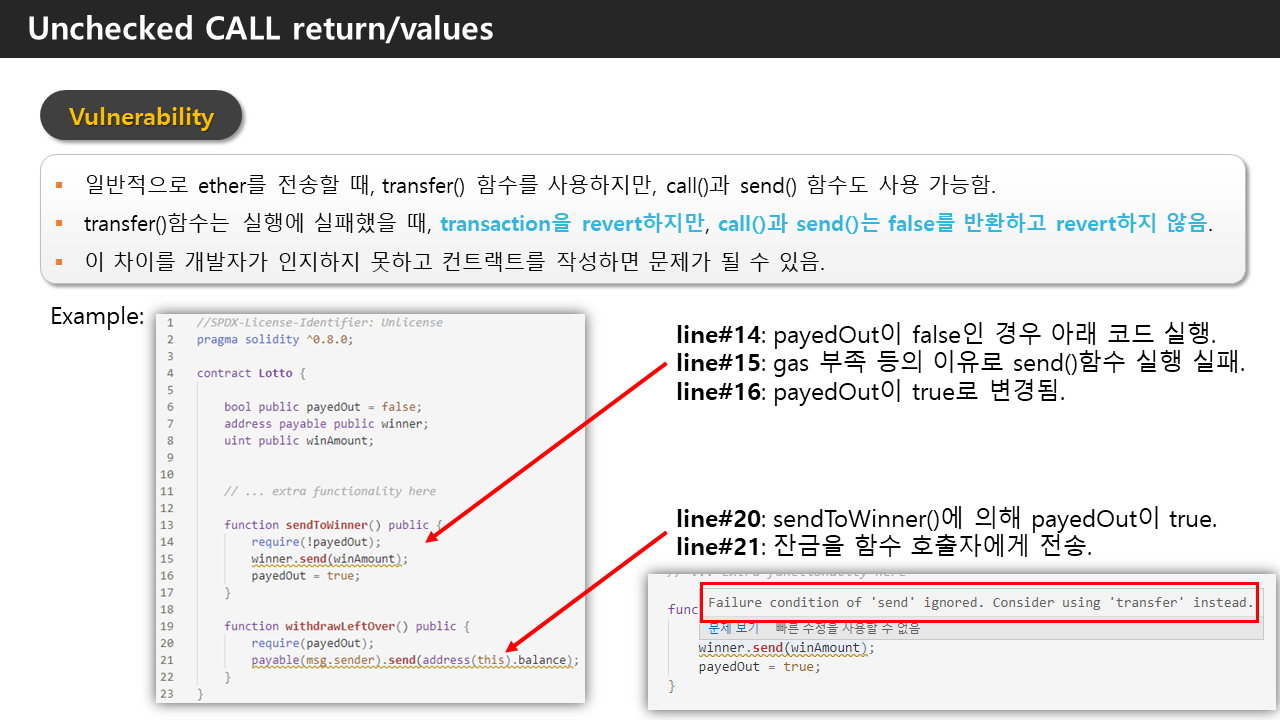 Unchecked CALL return/values
Vulnerability
▪ 일반적으로 ether를 전송할 때, transfer() 함수를 사용하지만, call()과 send() 함수도 사용 가능함.
▪ transfer()함수는 실행에 실패했을 때, transaction을 revert하지만, call()과 send()는 false를 반환하고 revert하지 않음.
▪ 이 차이를 개발자가 인지하지 못하고 컨트랙트를 작성하면 문제가 될 수 있음.
Example:
1 //SPDX-License-Identifier: Unlicense
2 pragma solidity ^0.8.0;
3
4 contract Lotto {
5
6 bool public payedOut = false;
7 address payable public winner;
8 uint public winAmount;
9
10
11 // ... extra functionality here
12
13 function sendToWinner() public {
14 require(!payedOut);
15 winner.send(winAmount);
16 payedOut = true;
17 }
18
19 function withdrawLeftOver() public {
20 require(payedOut);
21 payable(msg.sender).send(address(this).balance);
22 }
23 }
line#14: payedOut이 false인 경우 아래 코드 실행.
line#15: gas 부족 등의 이유로 send()함수 실행 실패.
line#16: payedOut이 true로 변경됨.
line#20: sendToWinner()에 의해 payedOut이 true.
line#21: 잔금을 함수 호출자에게 전송.
// ... extra functionality here
Failure condition of 'send' ignored. Consider using 'transfer' instead.
func
문제 보기 빠른 수정을 사용할 수 없음
winner.send(winAmount);
payedOut = true;
}